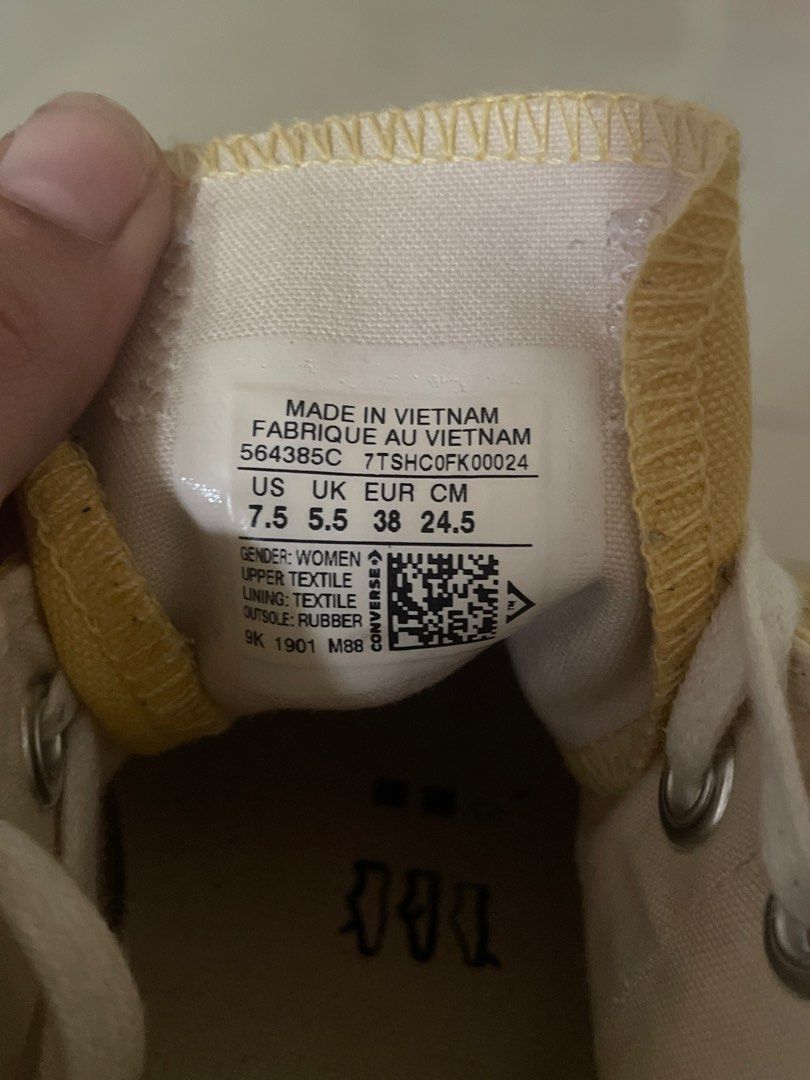 MADE IN VIETNAM
FABRIQUE AU VIETNAM
564385C 7TSHC0FK00024
US UK EUR CM
7.5 5.5 38 24.5
GENDER: WOMEN
UPPER TEXTILE
LINING: TEXTILE
OUTSOLE: RUBBER
9K 1901 M88
CONVERSE
TM